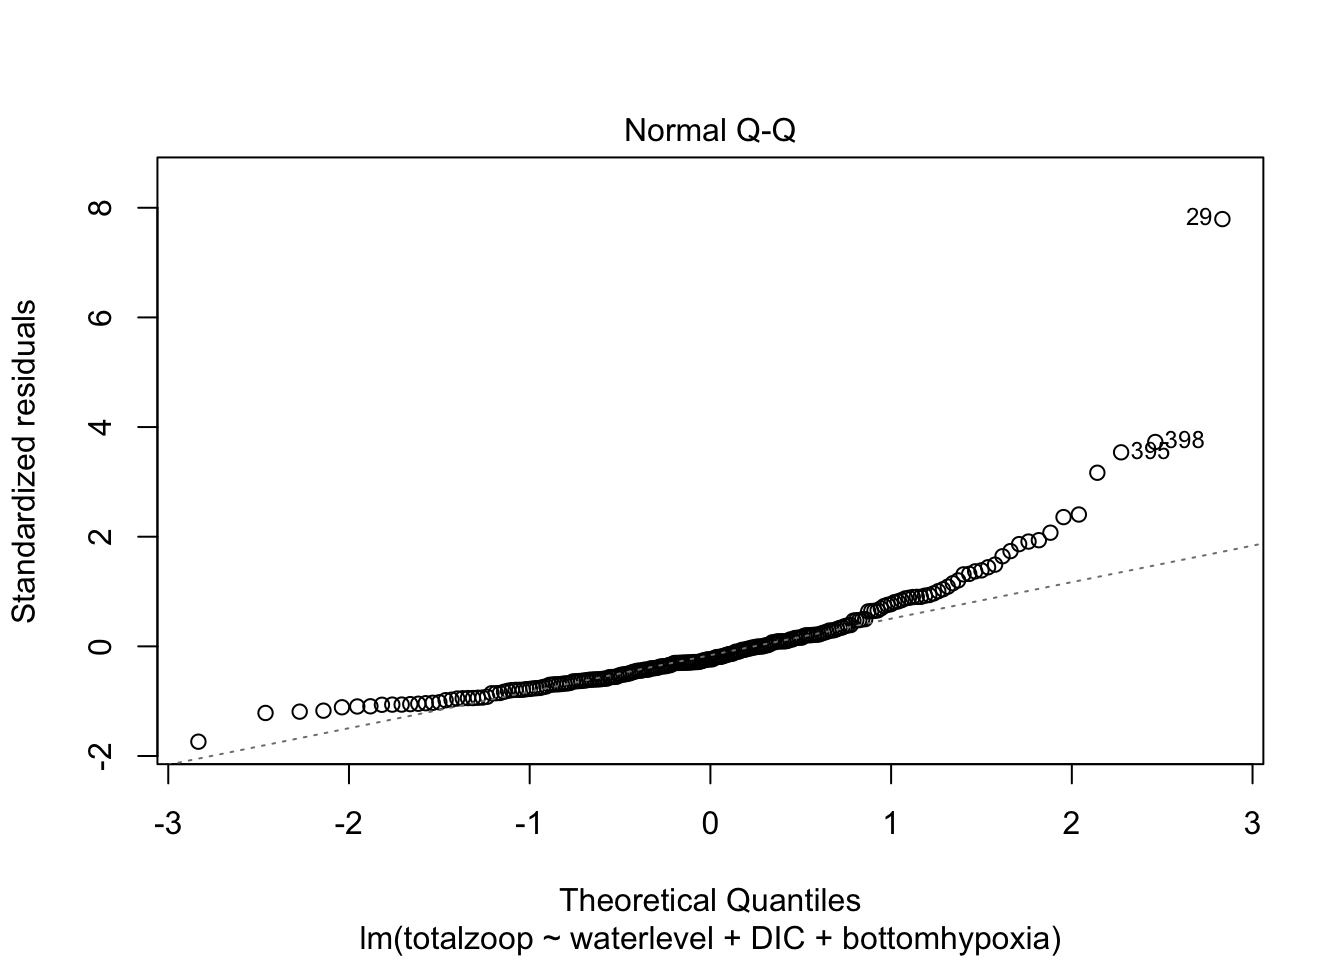 Normal Q-Q
Standardized residuals
8
6
4
2
0
-2
29
398
395
-3 -2 -1 0 1 2 3
Theoretical Quantiles
lm(totalzoop ~ waterlevel + DIC + bottomhypoxia)